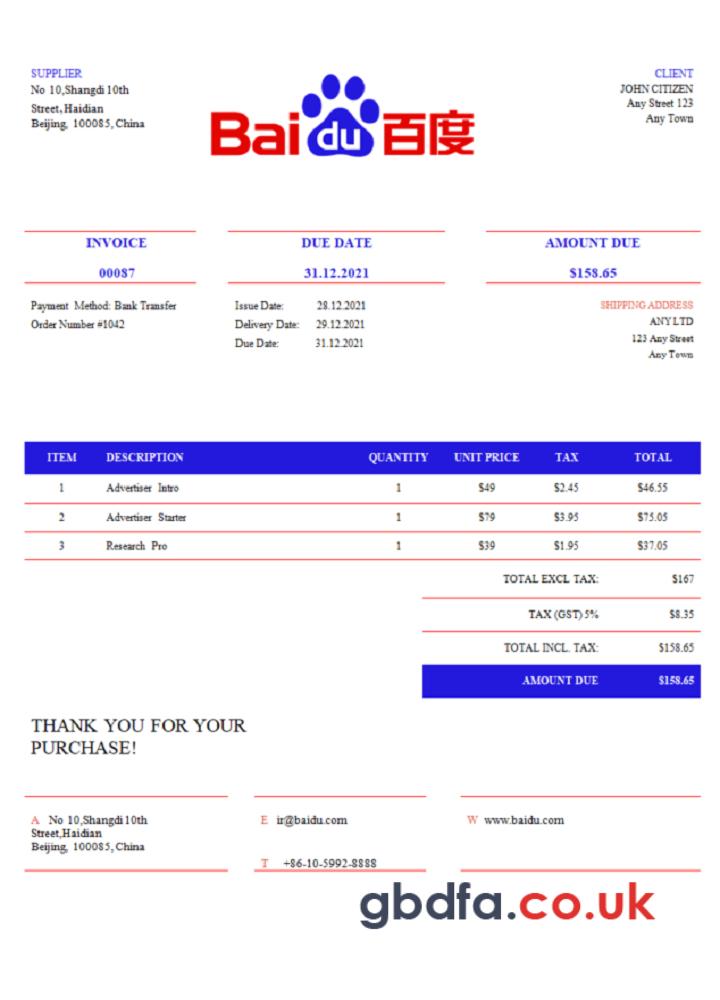 SUPPLIER
No 10,Shangdi 10th
Street, Haidian
Beijing, 100085, China
Bai du 百度
CLIENT
JOHN CITIZEN
Any Street 123
Any Town
INVOICE
00087
DUE DATE
31.12.2021
AMOUNT DUE
$158.65
Payment Method: Bank Transfer
Order Number #1042
Issue Date: 28.12.2021
Delivery Date: 29.12.2021
Due Date: 31.12.2021
SHIPPING ADDRESS
ANY LTD
123 Any Street
Any Town
ITEM DESCRIPTION QUANTITY UNIT PRICE TAX TOTAL
1 Advertiser Intro 1 $49 $2.45 $46.55
2 Advertiser Starter 1 $79 $3.95 $75.05
3 Research Pro 1 $39 $1.95 $37.05
TOTAL EXCL TAX: $167
TAX (GST) 5% $8.35
TOTAL INCL. TAX: $158.65
AMOUNT DUE $158.65
THANK YOU FOR YOUR
PURCHASE!
A No 10,Shangdi 10th
Street,Haidian
Beijing, 100085, China
E ir@baidu.com
T +86-10-5992-8888
W www.baidu.com
gbdfa.co.uk